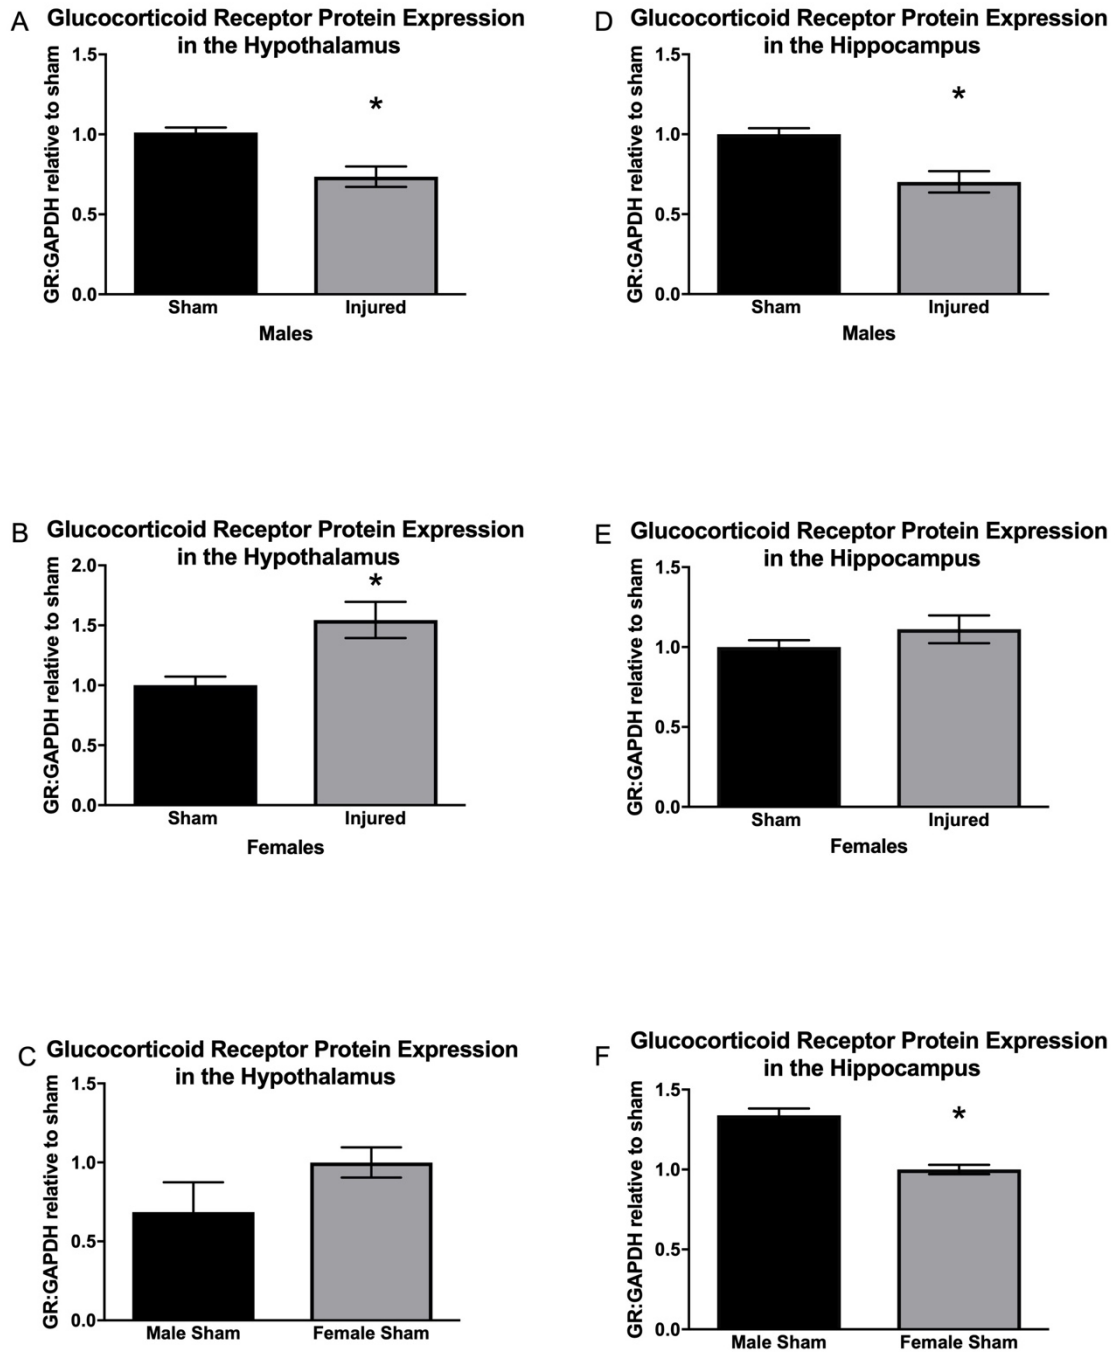 A
Glucocorticoid Receptor Protein Expression
in the Hypothalamus
GR:GAPDH relative to sham
1.5
1.0
0.5
0.0
*
Sham
Injured
Males
D
Glucocorticoid Receptor Protein Expression
in the Hippocampus
GR:GAPDH relative to sham
1.5
1.0
0.5
0.0
*
Sham
Injured
Males
B
Glucocorticoid Receptor Protein Expression
in the Hypothalamus
GR:GAPDH relative to sham
2.0
1.5
1.0
0.5
0.0
*
Sham
Injured
Females
E
Glucocorticoid Receptor Protein Expression
in the Hippocampus
GR:GAPDH relative to sham
1.5
1.0
0.5
0.0
Sham
Injured
Females
C
Glucocorticoid Receptor Protein Expression
in the Hypothalamus
GR:GAPDH relative to sham
1.5
1.0
0.5
0.0
Male Sham
Female Sham
F
Glucocorticoid Receptor Protein Expression
in the Hippocampus
GR:GAPDH relative to sham
1.5
1.0
0.5
0.0
*
Male Sham
Female Sham